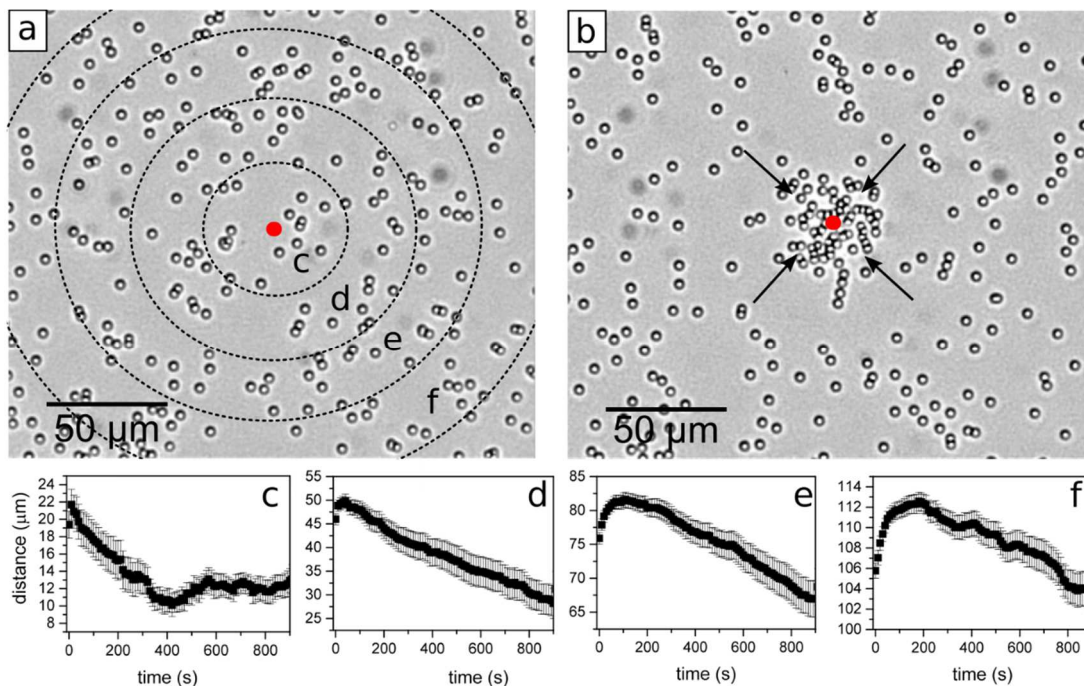 a
b
c
d
e
f
50 μm
50 μm
c
d
e
f
distance (μm)
24
22
20
18
16
14
12
10
8
0 200 400 600 800
time (s)
55
50
45
40
35
30
25
0 200 400 600 800
time (s)
85
80
75
70
65
0 200 400 600 800
time (s)
114
112
110
108
106
104
102
100
0 200 400 600 800
time (s)